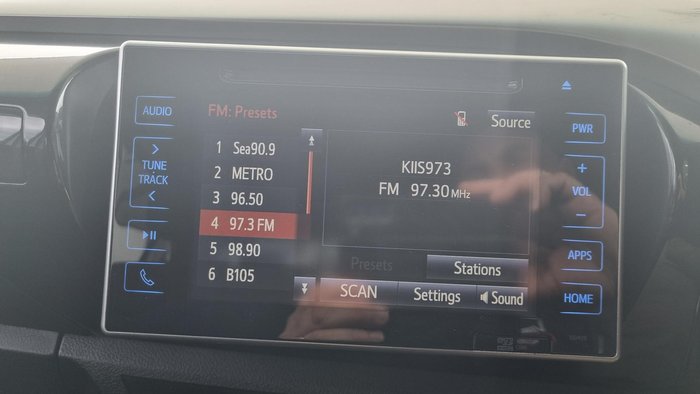 AUDIO
TUNE
TRACK
FM: Presets
Source
1 Sea90.9
2 METRO
3 96.50
4 97.3 FM
5 98.90
6 B105
KIIS973
FM 97.30 MHz
Presets
Stations
SCAN
Settings
Sound
PWR
+
VOL
-
APPS
HOME